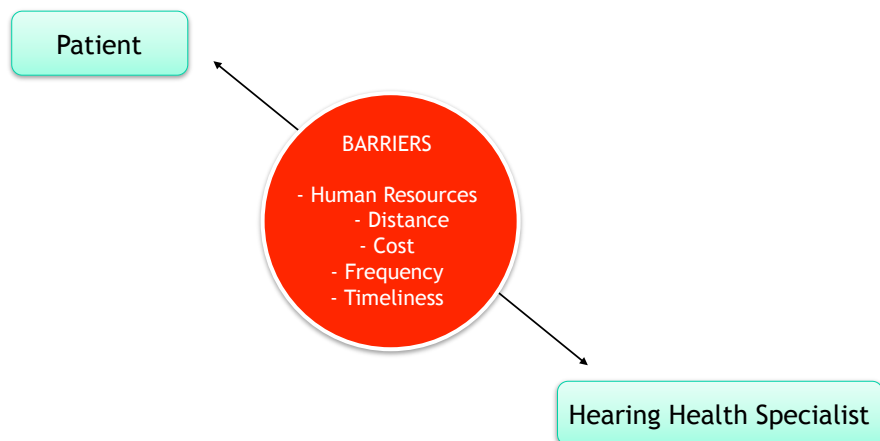 Patient
BARRIERS
- Human Resources
- Distance
- Cost
- Frequency
- Timeliness
Hearing Health Specialist